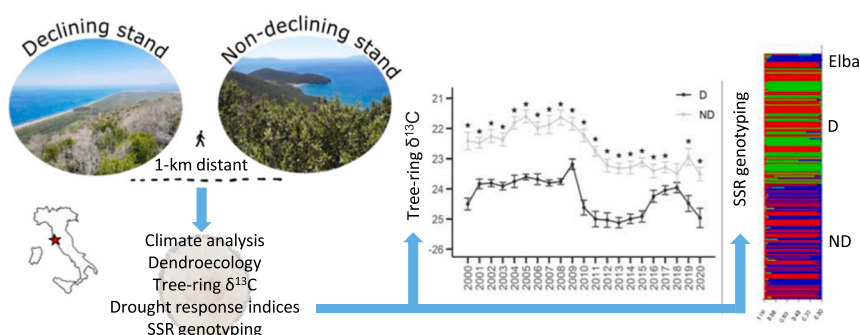 Declining stand
Non-declining stand
1-km distant
Climate analysis
Dendroecology
Tree-ring δ¹³C
Drought response indices
SSR genotyping
Tree-ring δ¹³C
21
22
23
24
25
-26
D
ND
* * * * * * * * * * * * * * * * * * * *
2000 2001 2002 2003 2004 2005 2006 2007 2008 2009 2010 2011 2012 2013 2014 2015 2016 2017 2018 2019 2020
SSR genotyping
Elba
D
ND